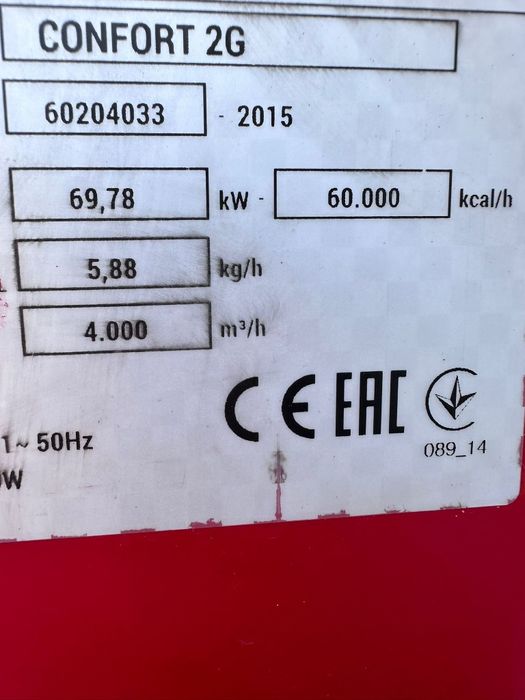 CONFORT 2G
60204033 - 2015
69,78 kW - 60.000 kcal/h
5,88 kg/h
4.000 m³/h
CE EAC
089_14
1~ 50Hz
W